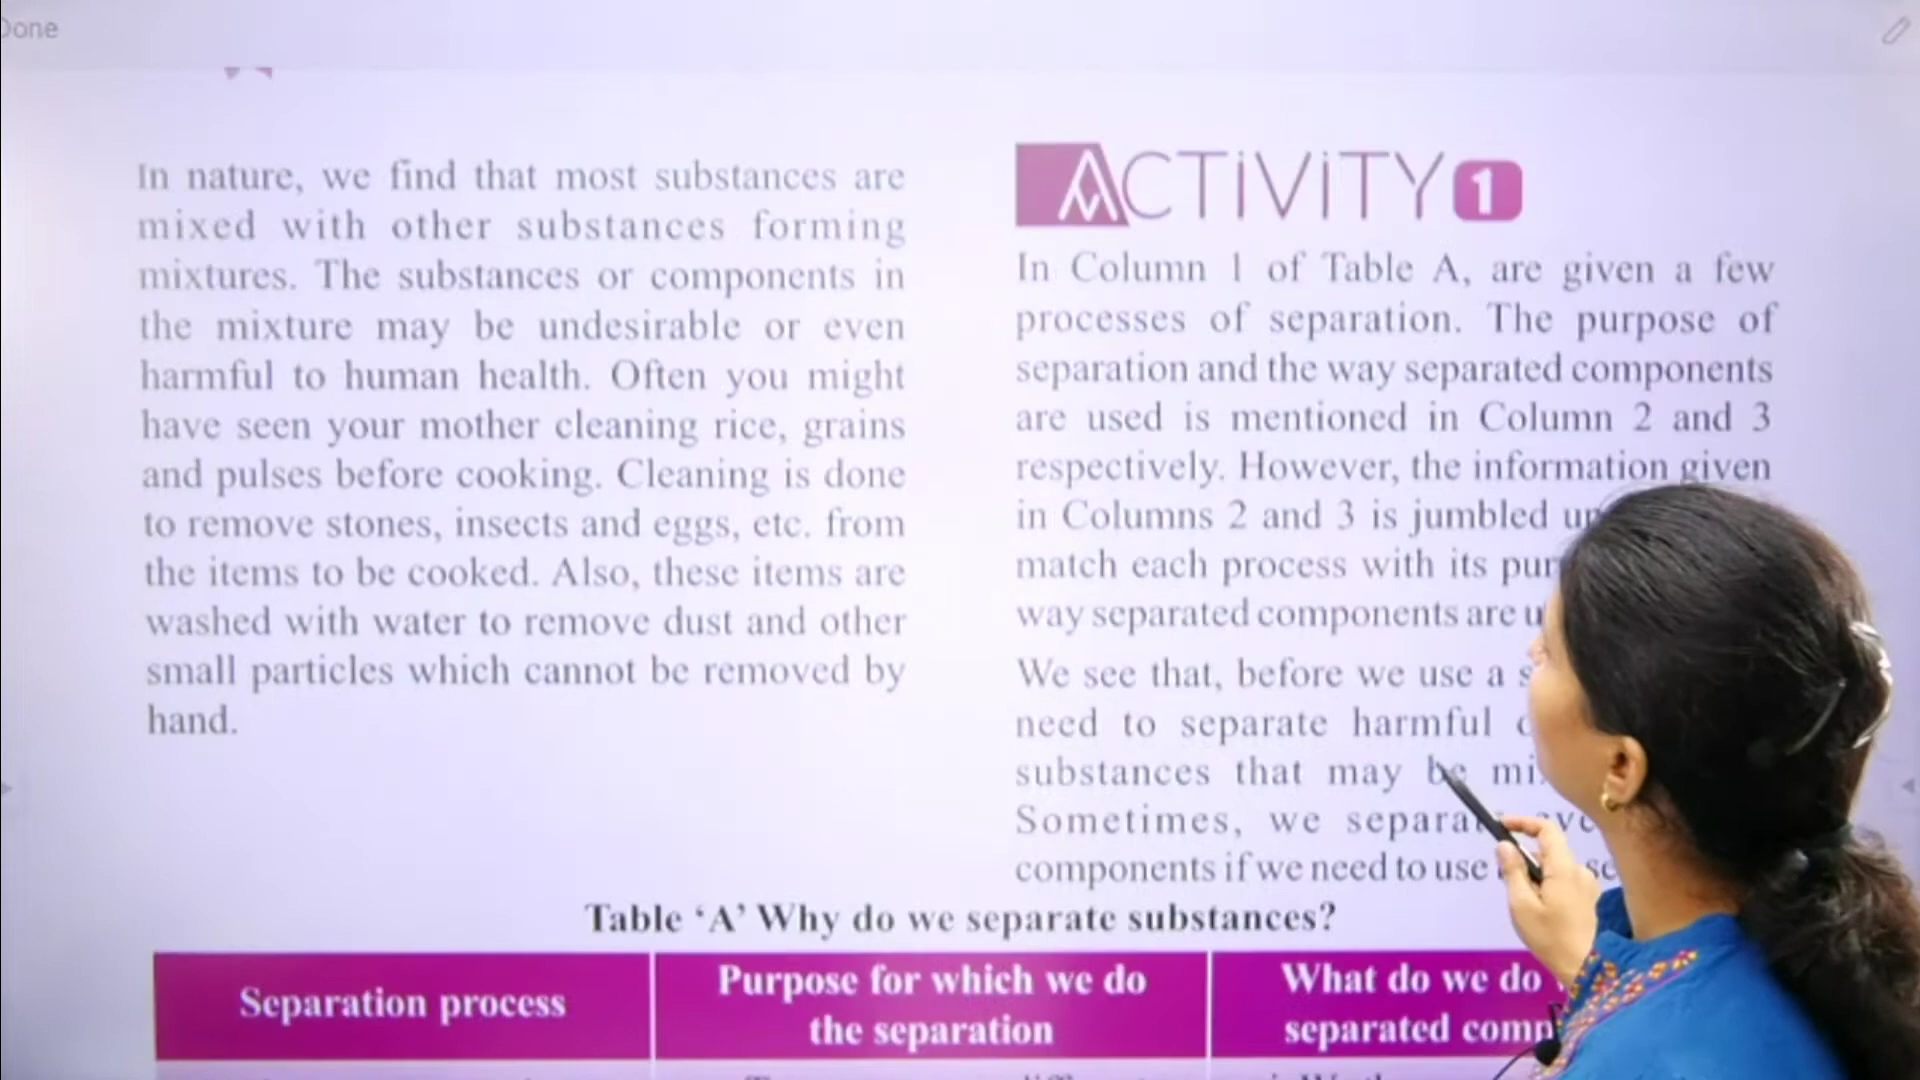 Done
In nature, we find that most substances are
mixed with other substances forming
mixtures. The substances or components in
the mixture may be undesirable or even
harmful to human health. Often you might
have seen your mother cleaning rice, grains
and pulses before cooking. Cleaning is done
to remove stones, insects and eggs, etc. from
the items to be cooked. Also, these items are
washed with water to remove dust and other
small particles which cannot be removed by
hand.
ACTiViTY 1
In Column 1 of Table A, are given a few
processes of separation. The purpose of
separation and the way separated components
are used is mentioned in Column 2 and 3
respectively. However, the information given
in Columns 2 and 3 is jumbled
match each process with its
way separated components are
We see that, before we use a
need to separate harmful
substances that may be
Sometimes, we
components if we need to use
Table ‘A’ Why do we separate substances?
Separation process
Purpose for which we do
the separation
What do we do
separated